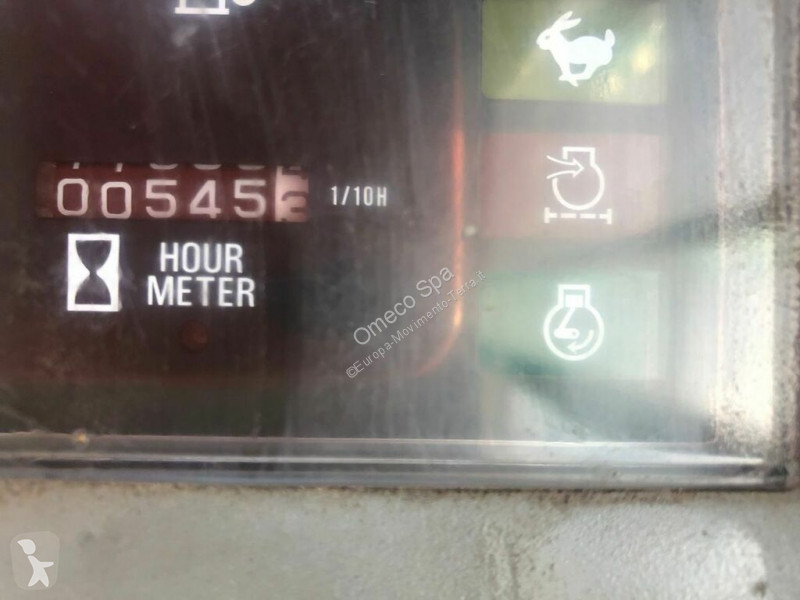 00545 1/10H
HOUR
METER
Omeco Spa
©Europa-Movimento-Terra.it